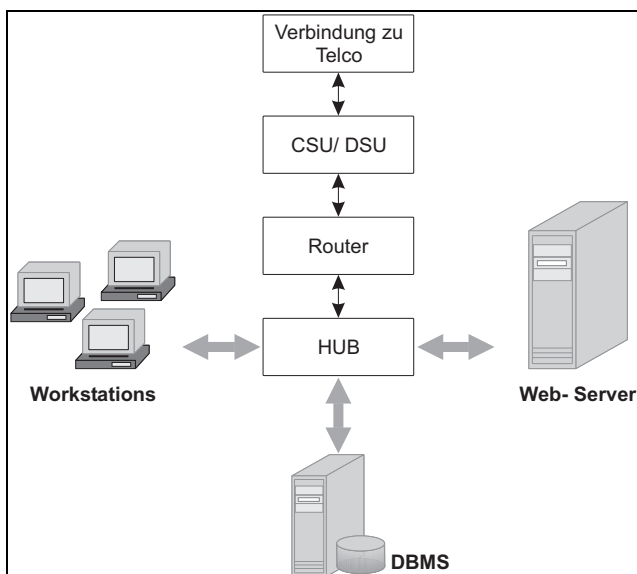 Verbindung zu
Telco
CSU/ DSU
Router
HUB
Workstations
Web- Server
DBMS